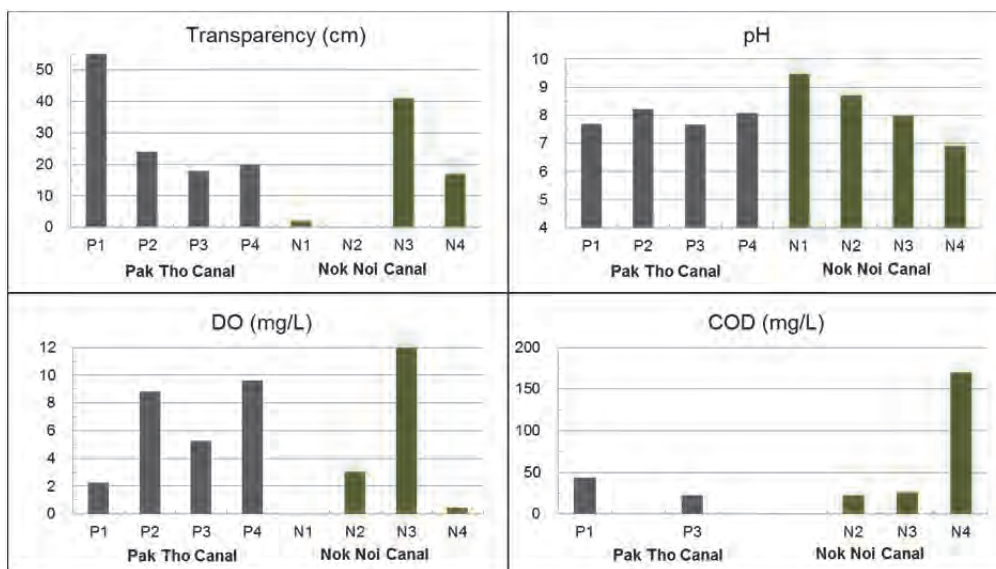 Transparency (cm)
50
40
30
20
10
0
P1 P2 P3 P4 N1 N2 N3 N4
Pak Tho Canal Nok Noi Canal
pH
10
9
8
7
6
5
4
P1 P2 P3 P4 N1 N2 N3 N4
Pak Tho Canal Nok Noi Canal
DO (mg/L)
12
10
8
6
4
2
0
P1 P2 P3 P4 N1 N2 N3 N4
Pak Tho Canal Nok Noi Canal
COD (mg/L)
200
150
100
50
0
P1 P3 N2 N3 N4
Pak Tho Canal Nok Noi Canal